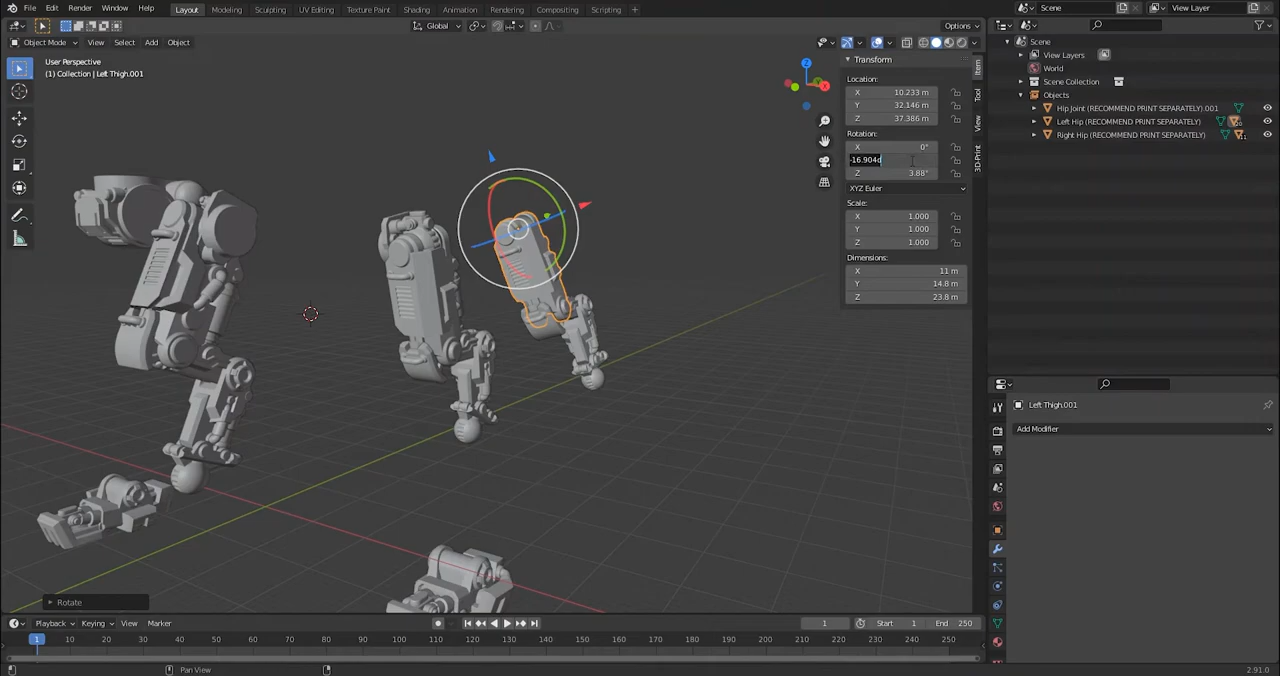 File Edit Render Window Help Layout Modeling Sculpting UV Editing Texture Paint Shading Animation Rendering Compositing Scripting + Scene View Layer
Global Options
Object Mode View Select Add Object
User Perspective
(1) Collection | Left Thigh.001
Z
X
Y
Transform
Location:
X 10.233 m
Y 32.146 m
Z 37.386 m
Rotation:
X 0°
-16.904d
Z 3.88°
XYZ Euler
Scale:
X 1.000
Y 1.000
Z 1.000
Dimensions:
X 11 m
Y 14.8 m
Z 23.8 m
Item
Tool
View
3D-Print
Scene
View Layers
World
Scene Collection
Objects
Hip Joint (RECOMMEND PRINT SEPARATELY).001
Left Hip (RECOMMEND PRINT SEPARATELY)
Right Hip (RECOMMEND PRINT SEPARATELY)
Left Thigh.001
Add Modifier
Rotate
Playback Keying View Marker 1 Start 1 End 250
1 10 20 30 40 50 60 70 80 90 100 110 120 130 140 150 160 170 180 190 200 210 220 230 240 250
Pan View 2.91.0